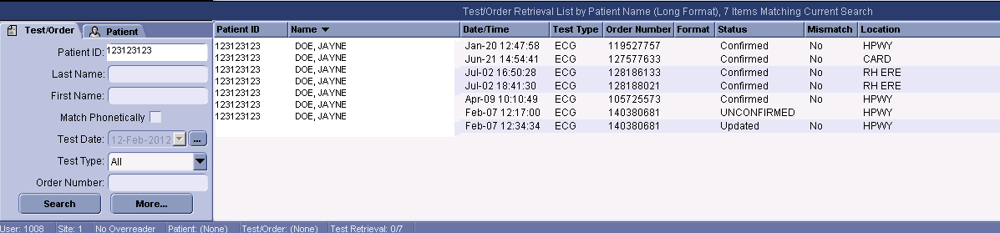 Test/Order Retrieval List by Patient Name (Long Format), 7 Items Matching Current Search
Test/Order Patient
Patient ID: 123123123
Last Name:
First Name:
Match Phonetically
Test Date: 12-Feb-2012 ...
Test Type: All
Order Number:
Search More...
Patient ID Name Date/Time Test Type Order Number Format Status Mismatch Location
123123123 DOE, JAYNE Jan-20 12:47:58 ECG 119527757 Confirmed No HPWY
123123123 DOE, JAYNE Jun-21 14:54:41 ECG 127577633 Confirmed No CARD
123123123 DOE, JAYNE Jul-02 16:50:28 ECG 128186133 Confirmed No RH ERE
123123123 DOE, JAYNE Jul-02 18:41:30 ECG 128188021 Confirmed No RH ERE
123123123 DOE, JAYNE Apr-09 10:10:49 ECG 105725573 Confirmed No HPWY
123123123 DOE, JAYNE Feb-07 12:17:00 ECG 140380681 UNCONFIRMED HPWY
123123123 DOE, JAYNE Feb-07 12:34:34 ECG 140380681 Updated No HPWY
User: 1008 Site: 1 No Overreader Patient: (None) Test/Order: (None) Test Retrieval: 0/7